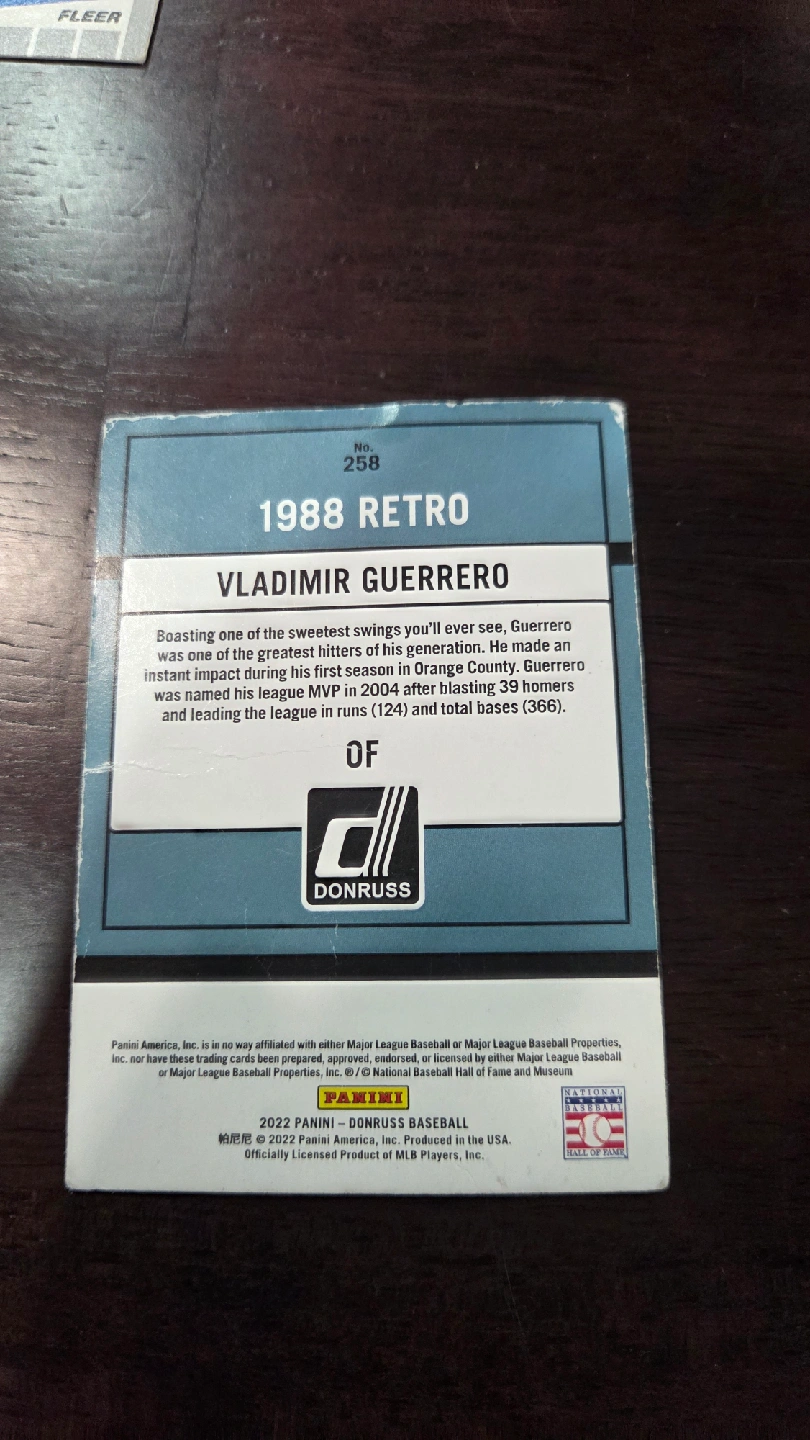 FLEER
No.
258
1988 RETRO
VLADIMIR GUERRERO
Boasting one of the sweetest swings you'll ever see, Guerrero
was one of the greatest hitters of his generation. He made an
instant impact during his first season in Orange County. Guerrero
was named his league MVP in 2004 after blasting 39 homers
and leading the league in runs (124) and total bases (366).
OF
d
DONRUSS
Panini America, Inc. is in no way affiliated with either Major League Baseball or Major League Baseball Properties,
Inc. nor have these trading cards been prepared, approved, endorsed, or licensed by either Major League Baseball
or Major League Baseball Properties, Inc. ®/© National Baseball Hall of Fame and Museum
PANINI
2022 PANINI – DONRUSS BASEBALL
帕尼尼 © 2022 Panini America, Inc. Produced in the USA.
Officially Licensed Product of MLB Players, Inc.
NATIONAL
BASEBALL
HALL OF FAME